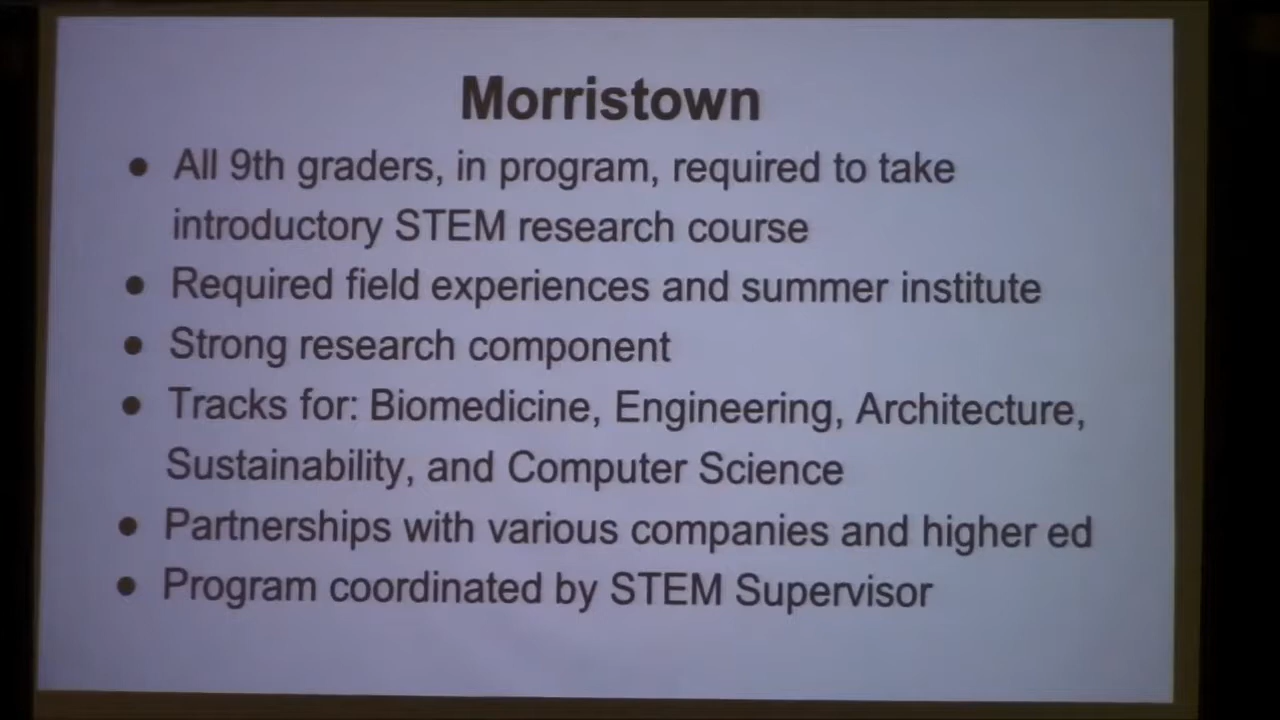 Morristown
● All 9th graders, in program, required to take
introductory STEM research course
● Required field experiences and summer institute
● Strong research component
● Tracks for: Biomedicine, Engineering, Architecture,
Sustainability, and Computer Science
● Partnerships with various companies and higher ed
● Program coordinated by STEM Supervisor